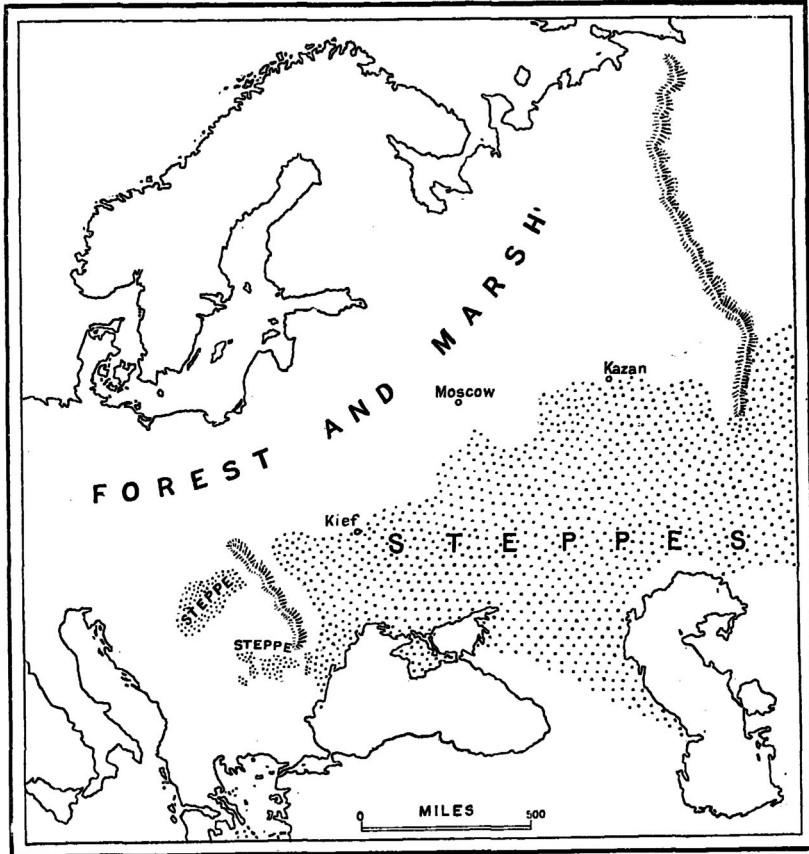 FOREST AND MARSH
Kazan
Moscow
Kief
STEPPES
STEPPE
STEPPE
MILES
0 500